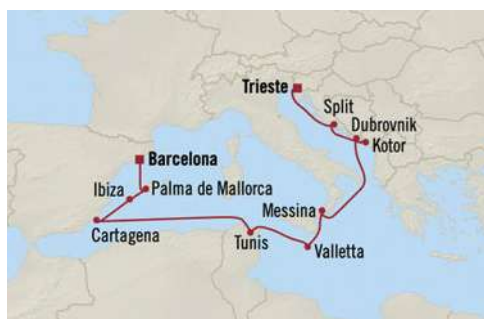 Trieste
Split
Dubrovnik
Kotor
Barcelona
Ibiza
Palma de Mallorca
Messina
Cartagena
Tunis
Valletta